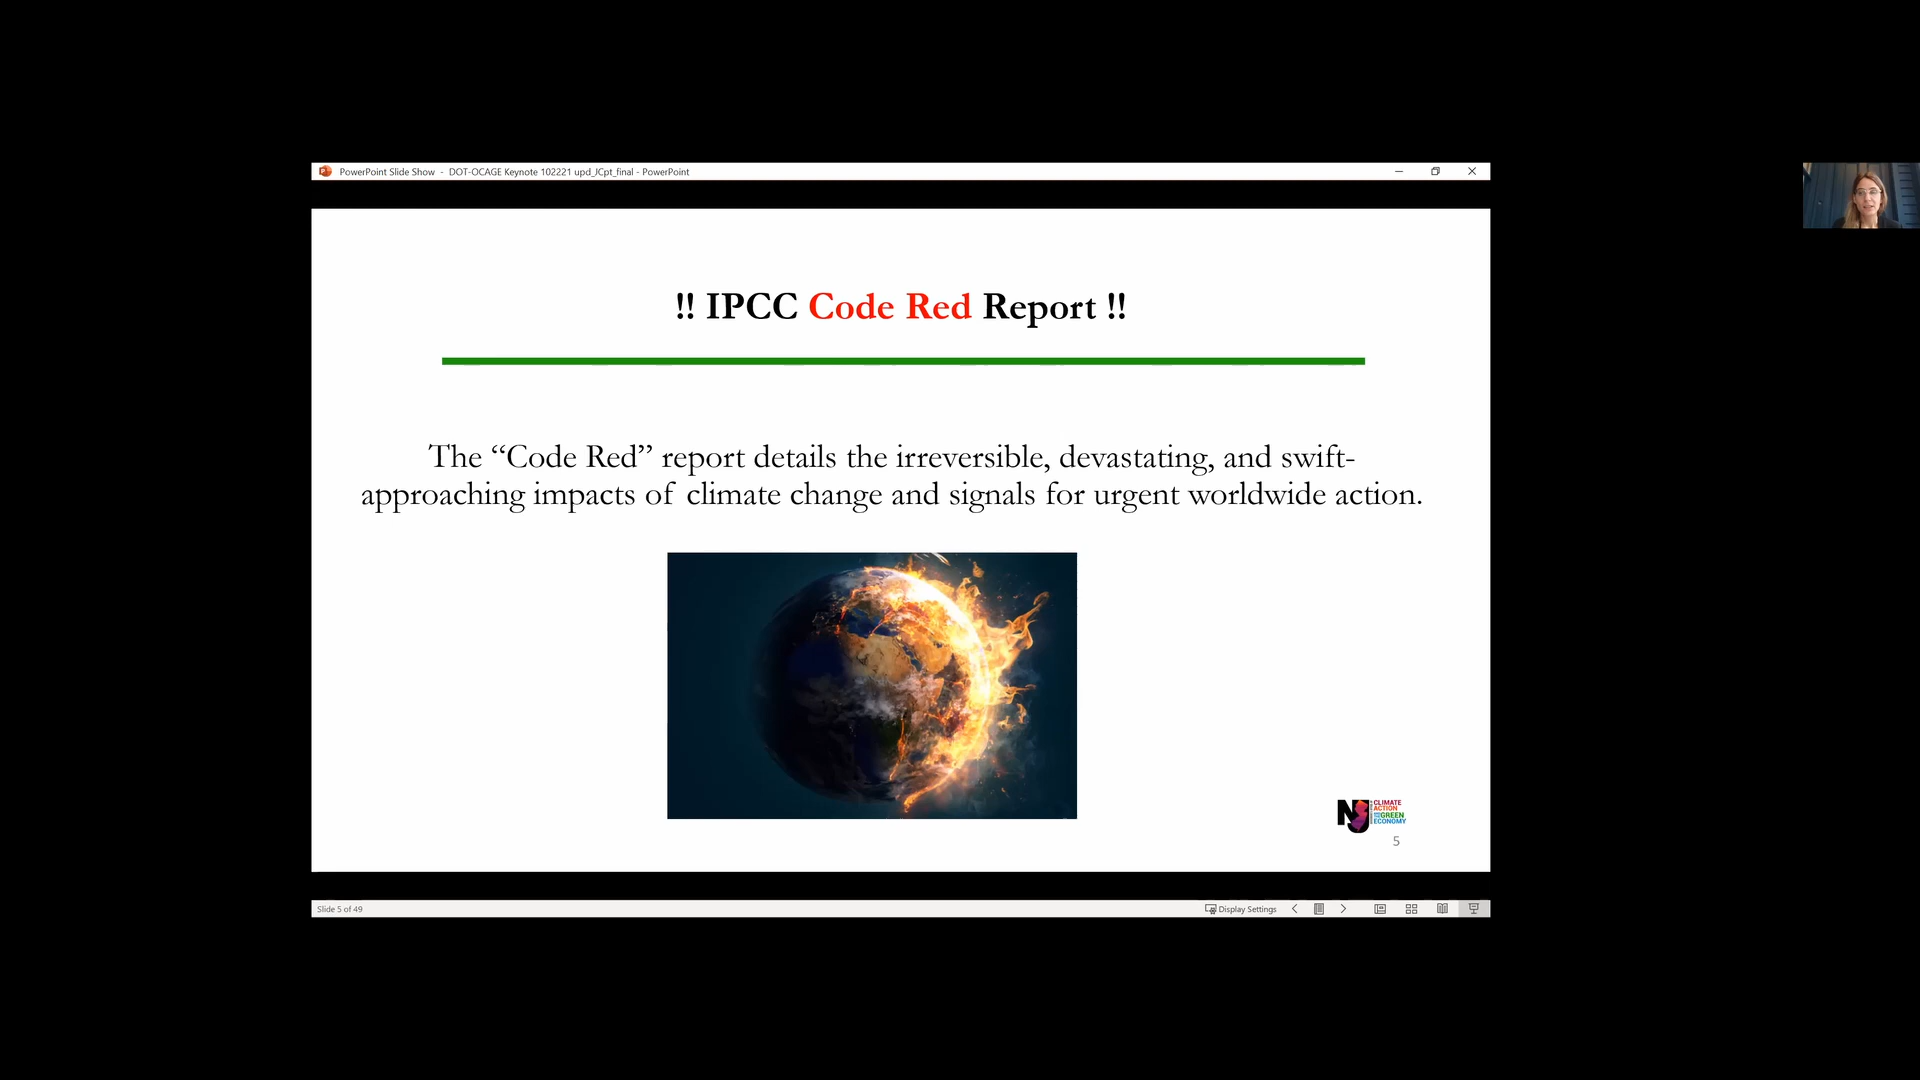 PowerPoint Slide Show - DOT-OCAGE Keynote 102221 upd_JCpt_final - PowerPoint
!! IPCC Code Red Report !!
The “Code Red” report details the irreversible, devastating, and swift-
approaching impacts of climate change and signals for urgent worldwide action.
NJ
CLIMATE
ACTION
GREEN
ECONOMY
5
Slide 5 of 49
Display Settings